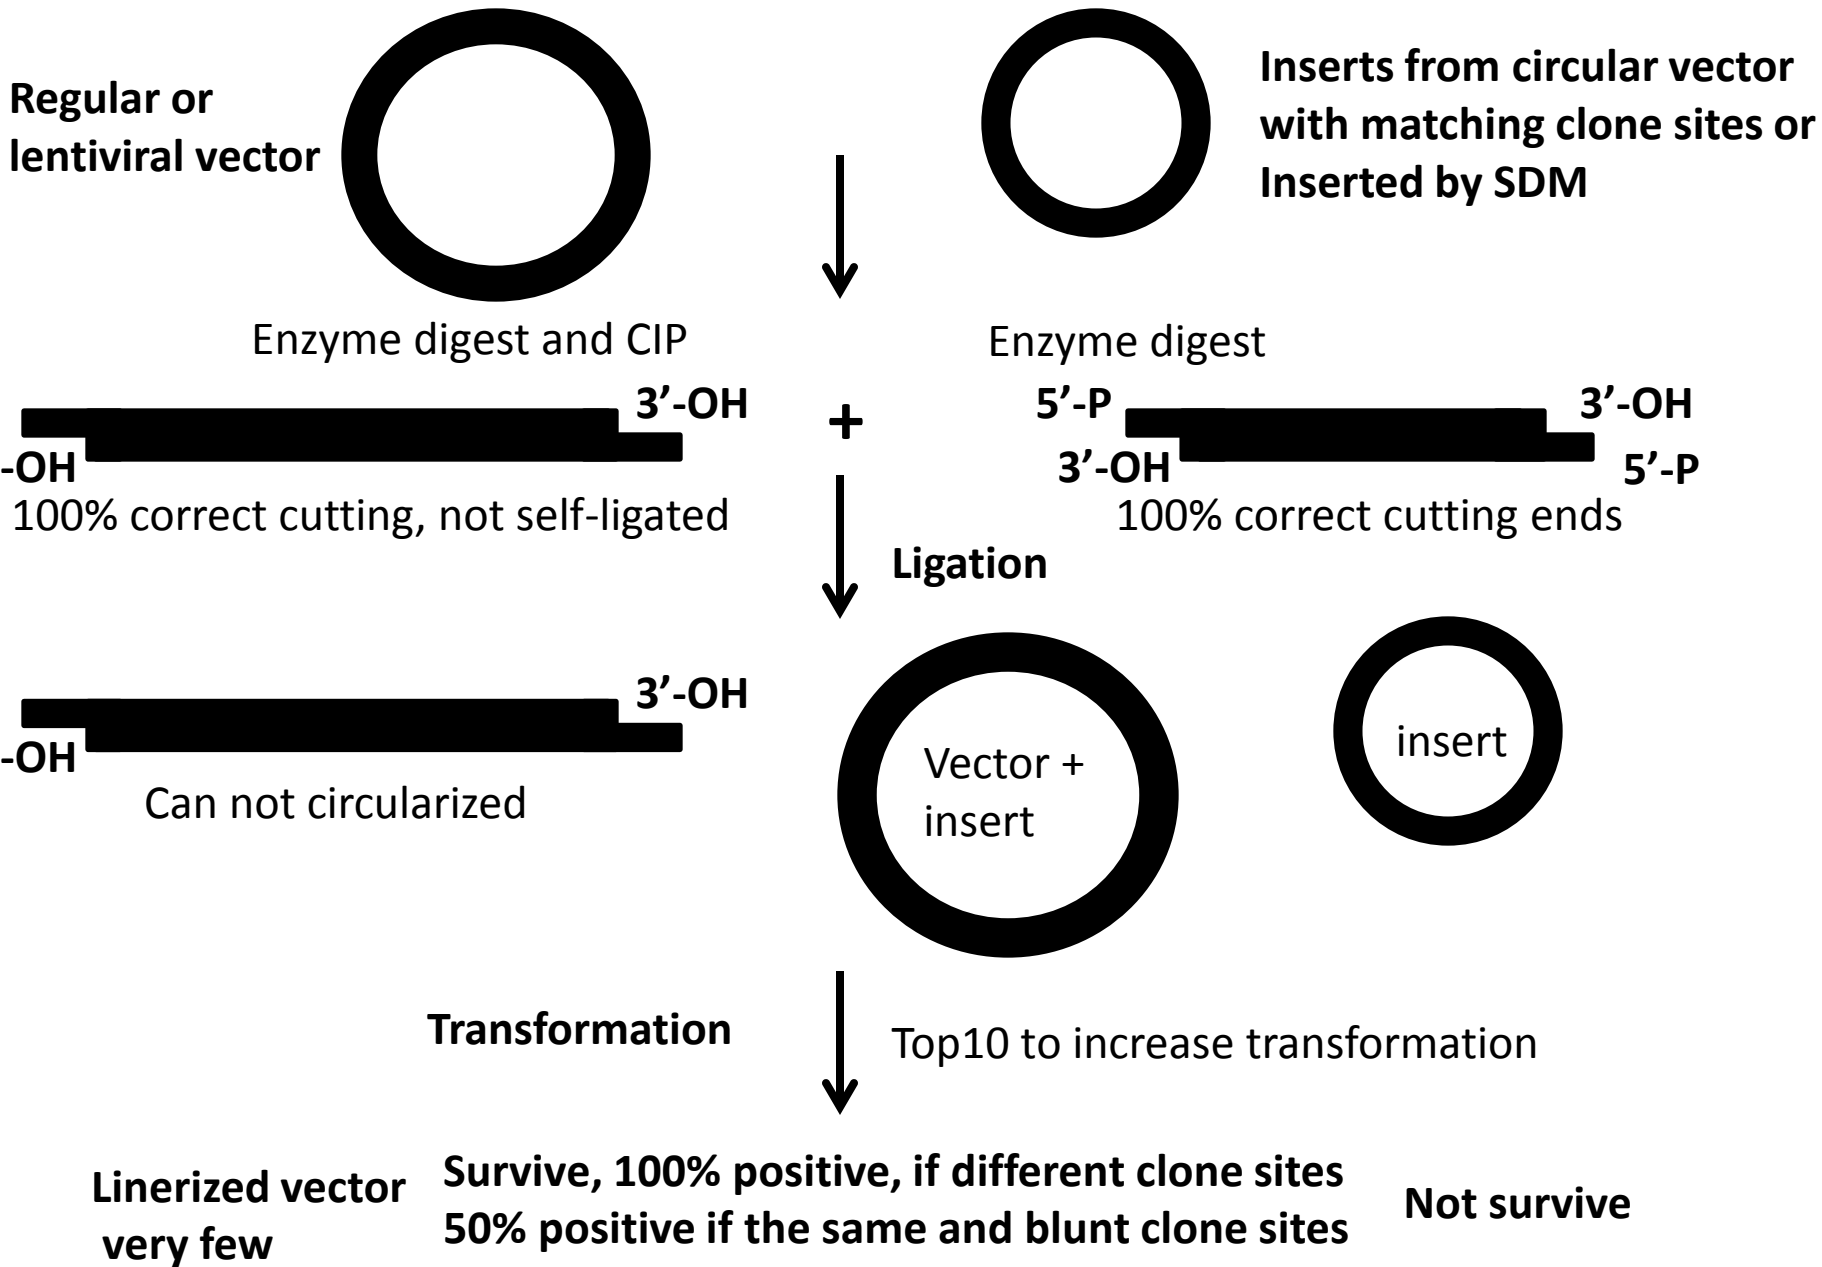 Regular or
lentiviral vector
Inserts from circular vector
with matching clone sites or
Inserted by SDM
Enzyme digest and CIP
Enzyme digest
3’-OH
+
5’-P
3’-OH
-OH
3’-OH
5’-P
100% correct cutting, not self-ligated
100% correct cutting ends
Ligation
3’-OH
-OH
Can not circularized
Vector +
insert
insert
Transformation
Top10 to increase transformation
Linerized vector
very few
Survive, 100% positive, if different clone sites
50% positive if the same and blunt clone sites
Not survive